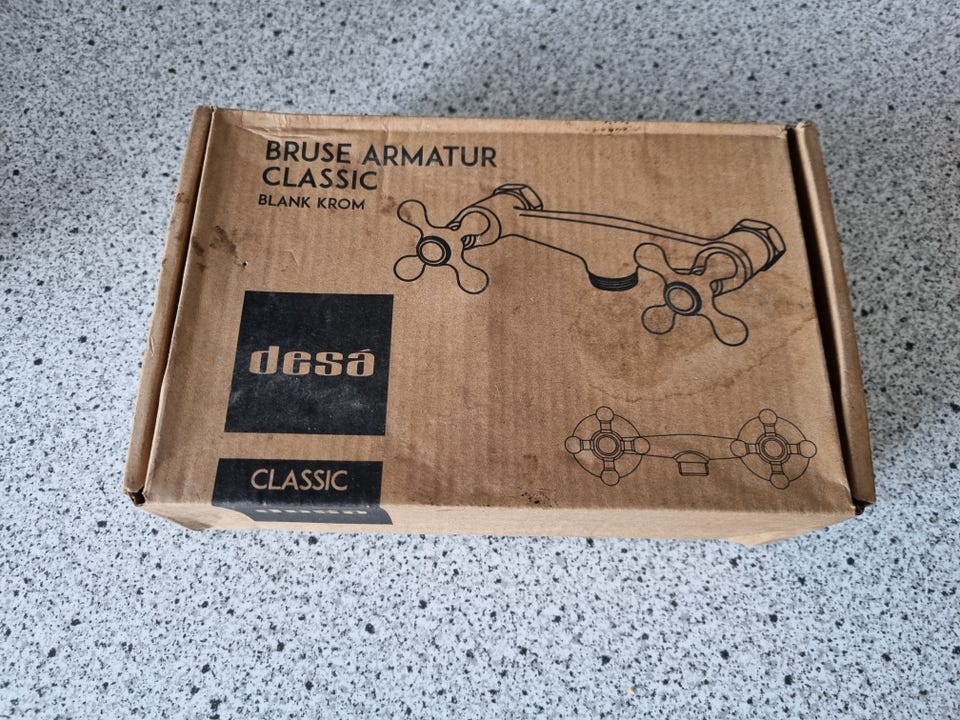 BRUSE ARMATUR
CLASSIC
BLANK KROM
desá
CLASSIC